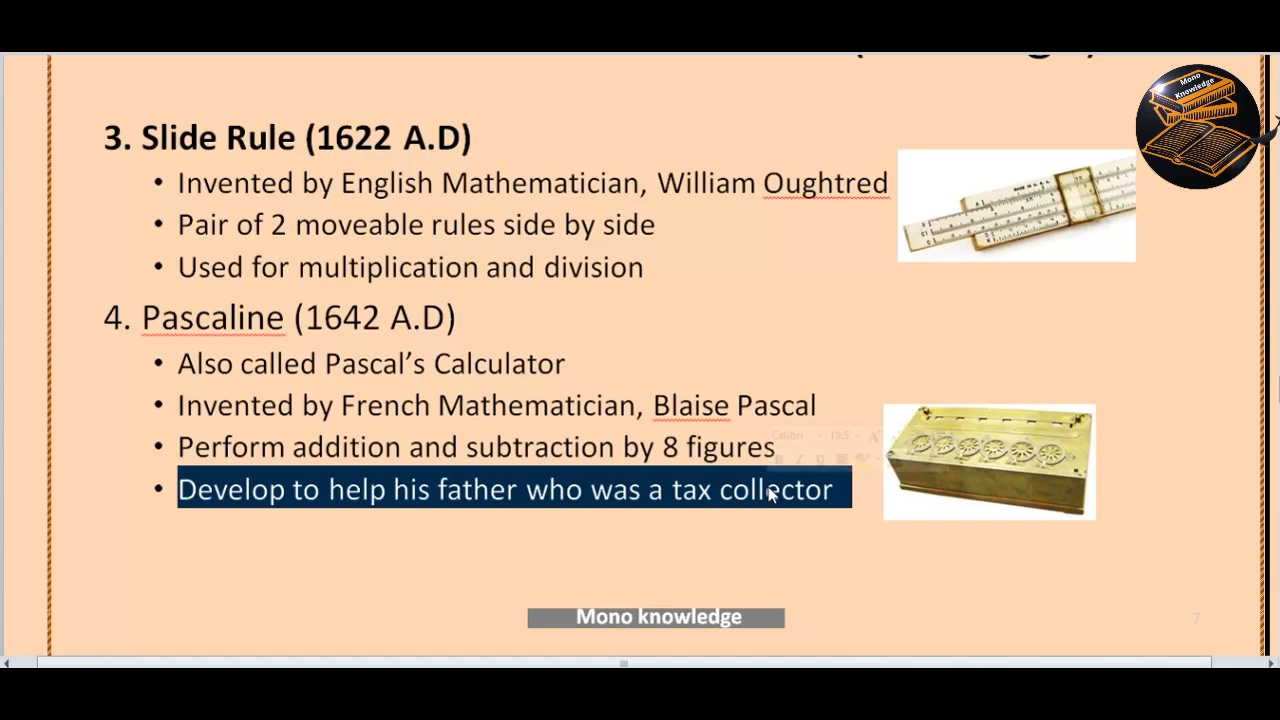 Mono
Knowledge
3. Slide Rule (1622 A.D)
• Invented by English Mathematician, William Oughtred
• Pair of 2 moveable rules side by side
• Used for multiplication and division
4. Pascaline (1642 A.D)
• Also called Pascal’s Calculator
• Invented by French Mathematician, Blaise Pascal
• Perform addition and subtraction by 8 figures
Calibri 19.5
• Develop to help his father who was a tax collector
Mono knowledge
7